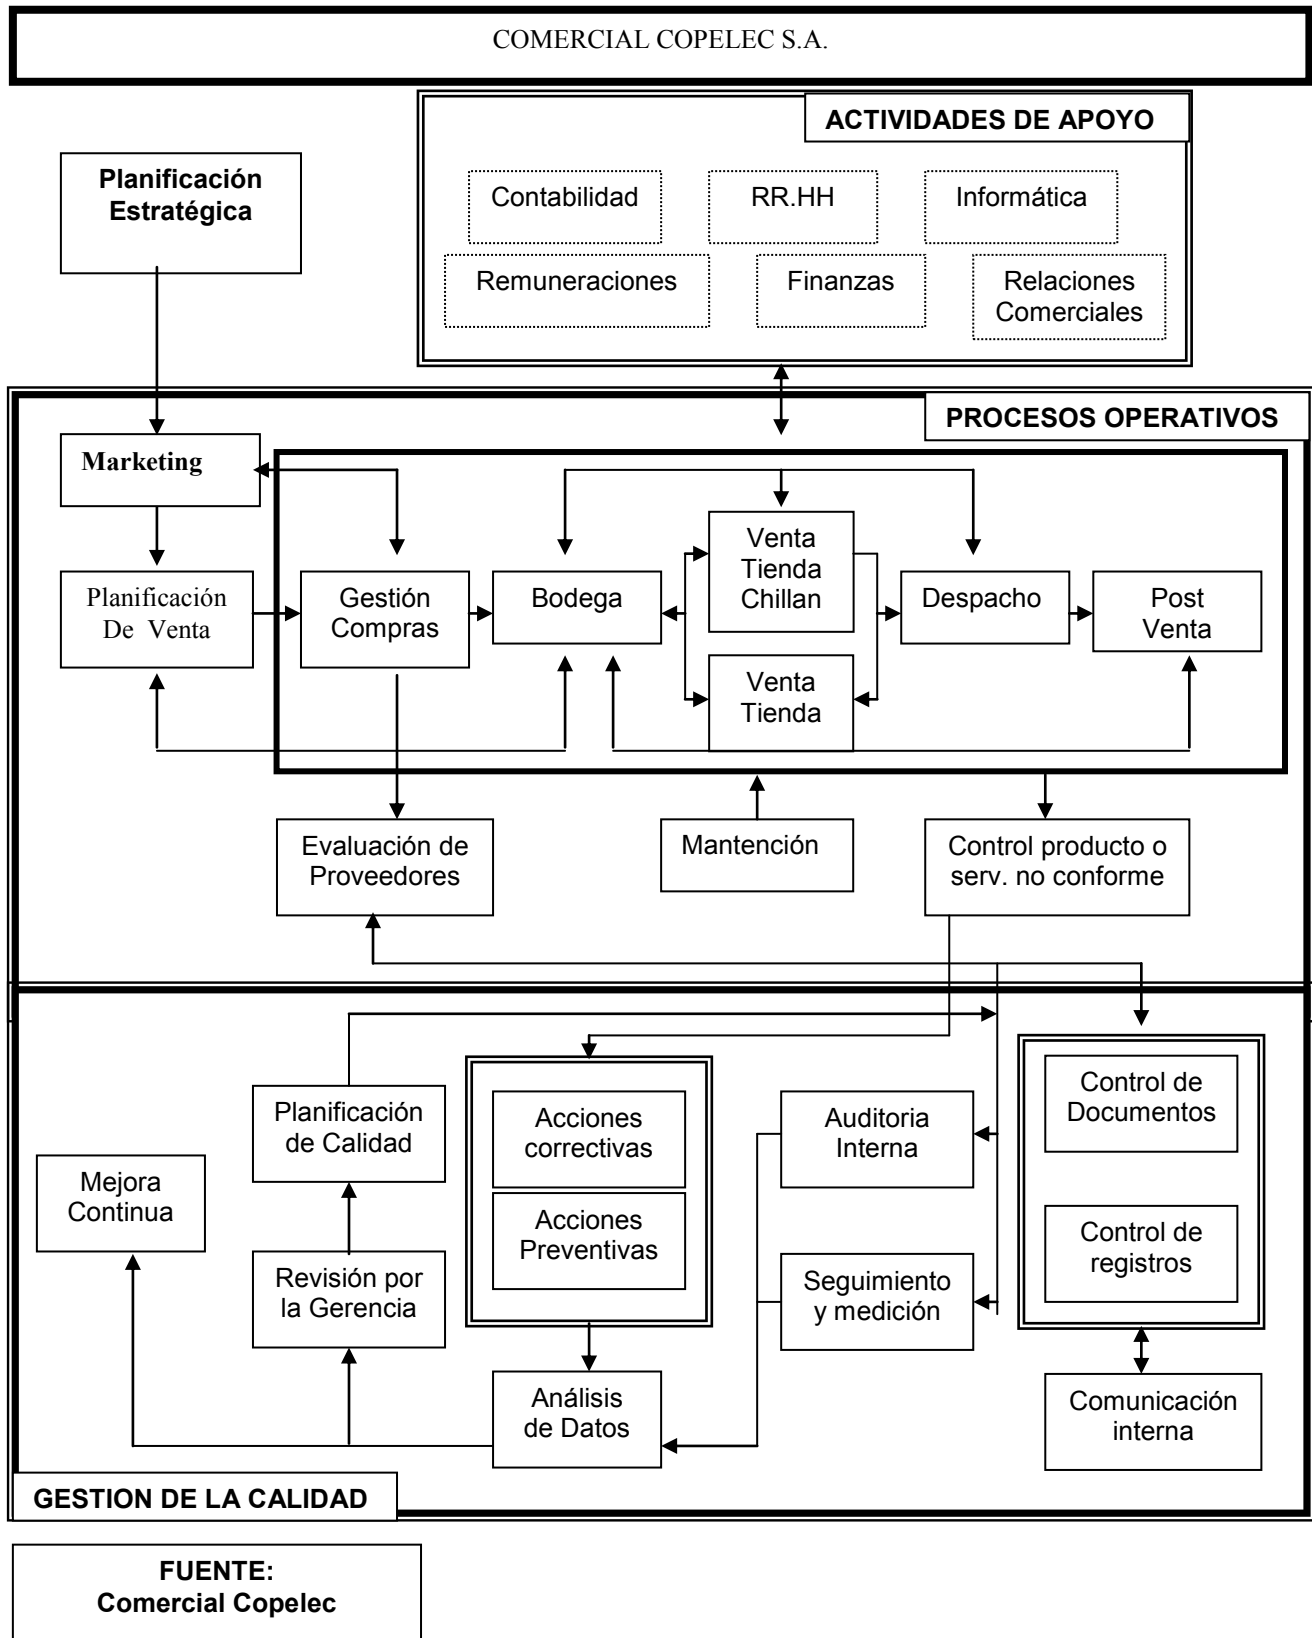 COMERCIAL COPELEC S.A.
ACTIVIDADES DE APOYO
Planificación
Estratégica
Contabilidad
RR.HH
Informática
Remuneraciones
Finanzas
Relaciones
Comerciales
PROCESOS OPERATIVOS
Marketing
Planificación
De Venta
Gestión
Compras
Bodega
Venta
Tienda
Chillan
Venta
Tienda
Despacho
Post
Venta
Evaluación de
Proveedores
Mantención
Control producto o
serv. no conforme
Planificación
de Calidad
Acciones
correctivas
Auditoria
Interna
Control de
Documentos
Mejora
Continua
Acciones
Preventivas
Control de
registros
Revisión por
la Gerencia
Seguimiento
y medición
Análisis
de Datos
Comunicación
interna
GESTION DE LA CALIDAD
FUENTE:
Comercial Copelec